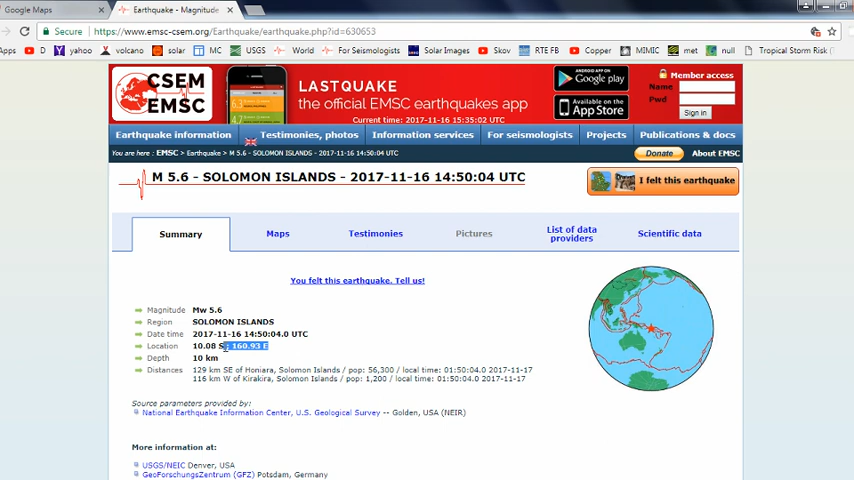 Google Maps × Earthquake - Magnitude ×
Secure https://www.emsc-csem.org/Earthquake/earthquake.php?id=630653
Apps D yahoo volcano solar MC USGS World For Seismologists Solar Images Skov RTE FB Copper MIMIC met null Tropical Storm Risk (
CSEM
EMSC
LASTQUAKE
the official EMSC earthquakes app
Current time: 2017-11-16 15:35:02 UTC
ANDROID APP ON
Google play
Available on the
App Store
Member access
Name
Pwd
Sign in
Earthquake information Testimonies, photos Information services For seismologists Projects Publications & docs
You are here : EMSC > Earthquake > M 5.6 - SOLOMON ISLANDS - 2017-11-16 14:50:04 UTC
Donate About EMSC
M 5.6 - SOLOMON ISLANDS - 2017-11-16 14:50:04 UTC
I felt this earthquake
Summary Maps Testimonies Pictures List of data providers Scientific data
You felt this earthquake. Tell us!
Magnitude Mw 5.6
Region SOLOMON ISLANDS
Date time 2017-11-16 14:50:04.0 UTC
Location 10.08 S ; 160.93 E
Depth 10 km
Distances 129 km SE of Honiara, Solomon Islands / pop: 56,300 / local time: 01:50:04.0 2017-11-17
116 km W of Kirakira, Solomon Islands / pop: 1,200 / local time: 01:50:04.0 2017-11-17
Source parameters provided by:
National Earthquake Information Center, U.S. Geological Survey -- Golden, USA (NEIR)
More information at:
USGS/NEIC Denver, USA
GeoForschungsZentrum (GFZ) Potsdam, Germany